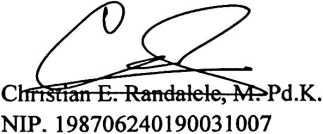 Christian E. Randalele, M. Pd.K.
NIP. 198706240190031007